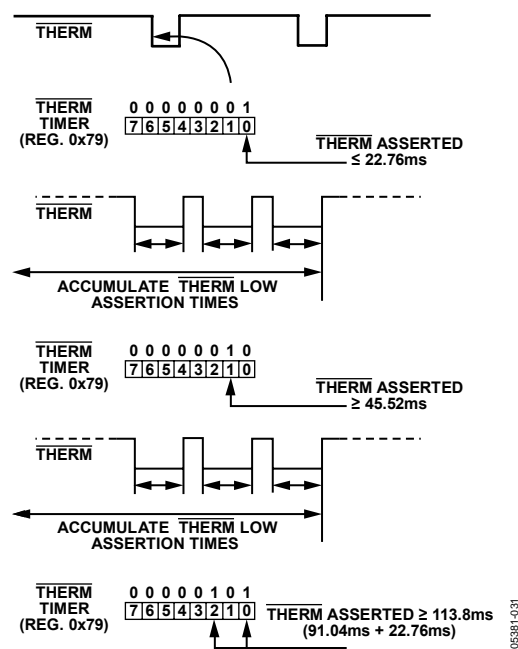 THERM
THERM
TIMER
(REG. 0x79)
0 0 0 0 0 0 0 1
7 6 5 4 3 2 1 0
THERM ASSERTED
≤ 22.76ms
THERM
ACCUMULATE THERM LOW
ASSERTION TIMES
THERM
TIMER
(REG. 0x79)
0 0 0 0 0 0 1 0
7 6 5 4 3 2 1 0
THERM ASSERTED
≥ 45.52ms
THERM
ACCUMULATE THERM LOW
ASSERTION TIMES
THERM
TIMER
(REG. 0x79)
0 0 0 0 0 1 0 1
7 6 5 4 3 2 1 0
THERM ASSERTED ≥ 113.8ms
(91.04ms + 22.76ms)
05381-031